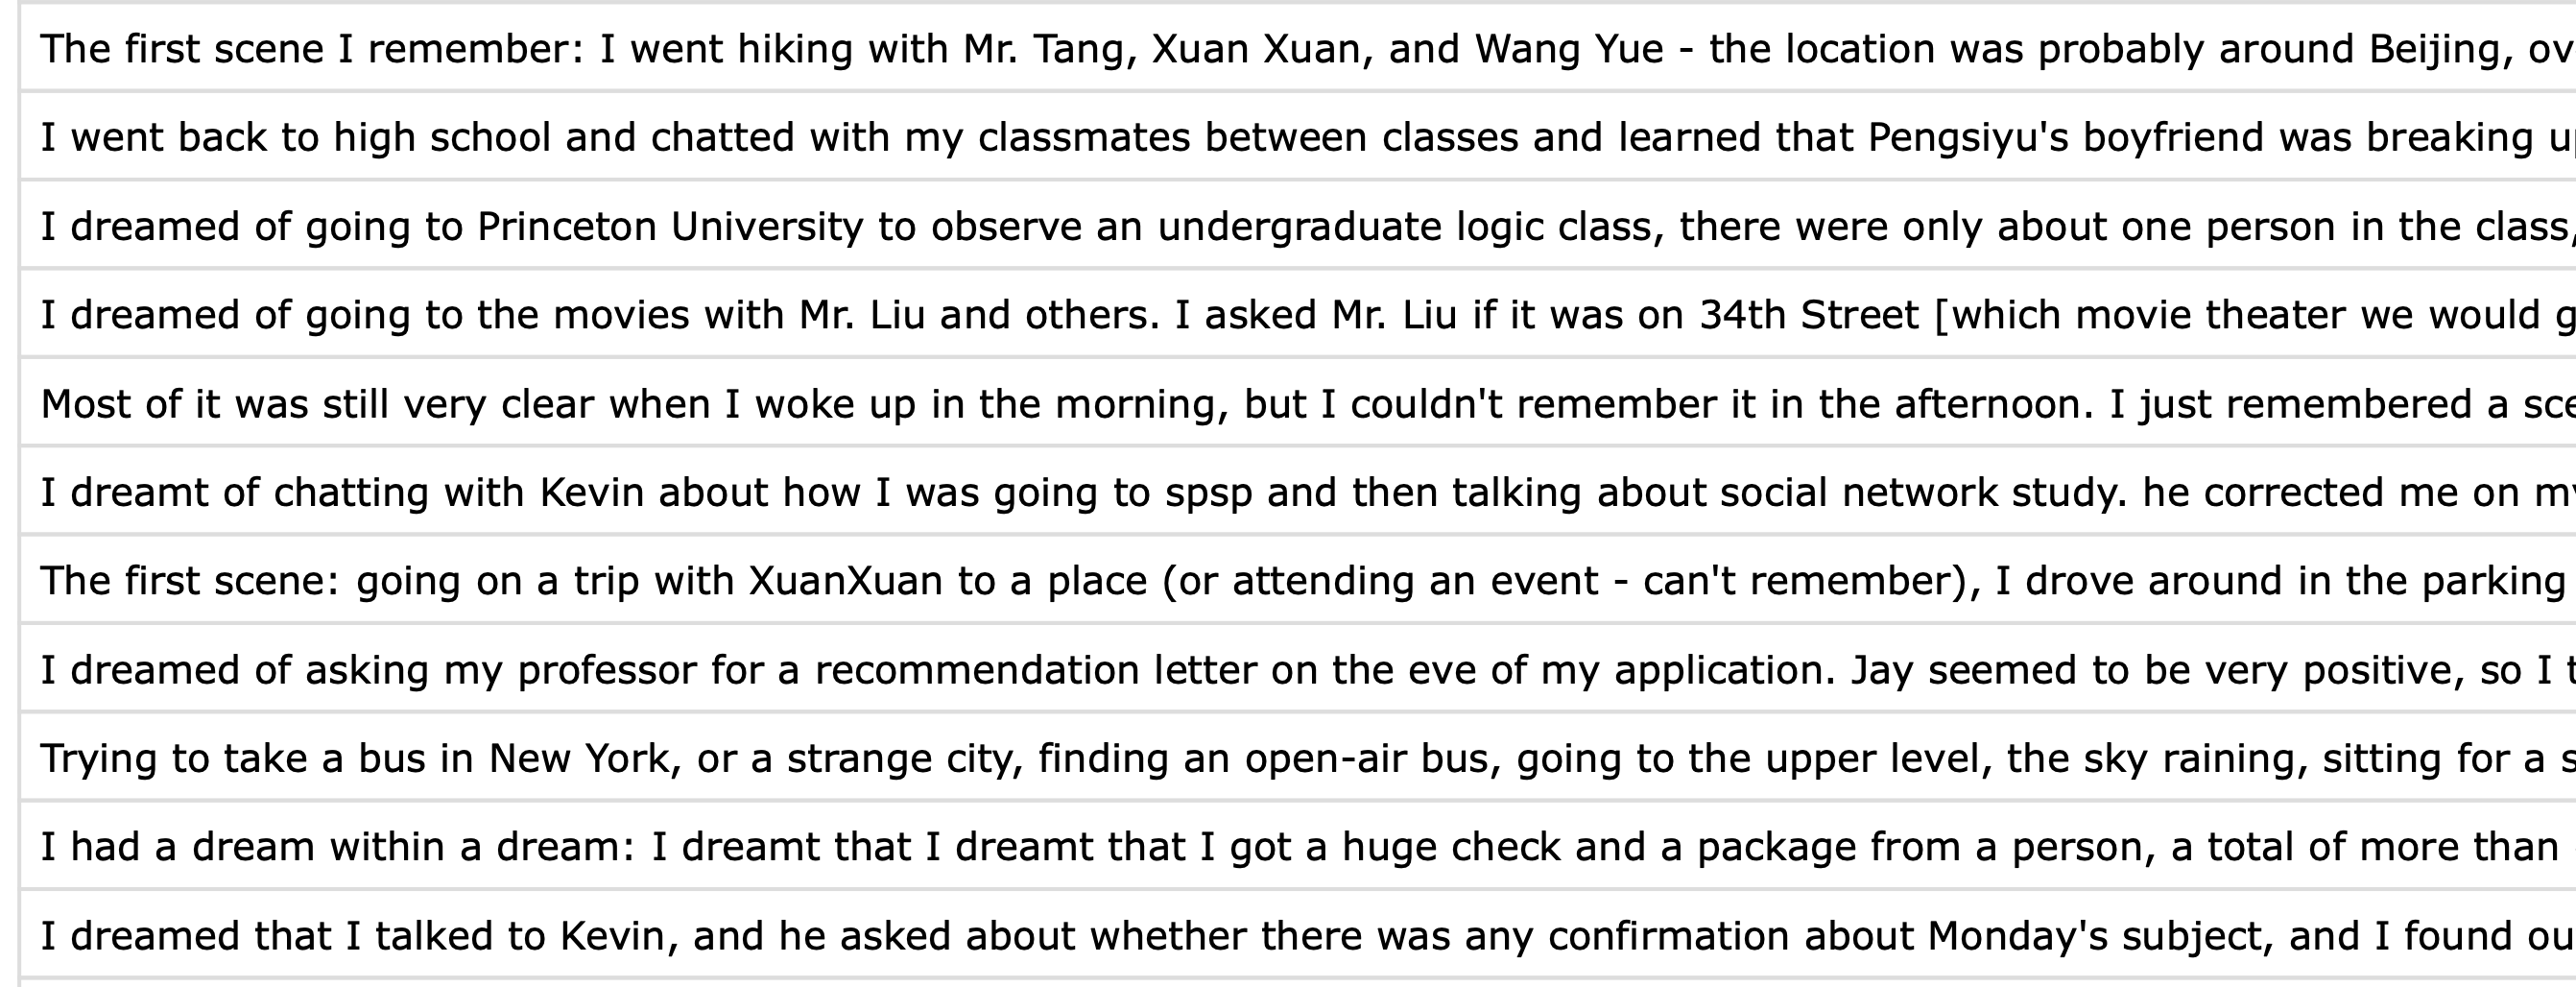 The first scene I remember: I went hiking with Mr. Tang, Xuan Xuan, and Wang Yue - the location was probably around Beijing, ov
I went back to high school and chatted with my classmates between classes and learned that Pengsiyu's boyfriend was breaking up
I dreamed of going to Princeton University to observe an undergraduate logic class, there were only about one person in the class,
I dreamed of going to the movies with Mr. Liu and others. I asked Mr. Liu if it was on 34th Street [which movie theater we would g
Most of it was still very clear when I woke up in the morning, but I couldn't remember it in the afternoon. I just remembered a sce
I dreamt of chatting with Kevin about how I was going to spsp and then talking about social network study. he corrected me on my
The first scene: going on a trip with XuanXuan to a place (or attending an event - can't remember), I drove around in the parking
I dreamed of asking my professor for a recommendation letter on the eve of my application. Jay seemed to be very positive, so I t
Trying to take a bus in New York, or a strange city, finding an open-air bus, going to the upper level, the sky raining, sitting for a s
I had a dream within a dream: I dreamt that I dreamt that I got a huge check and a package from a person, a total of more than
I dreamed that I talked to Kevin, and he asked about whether there was any confirmation about Monday's subject, and I found ou